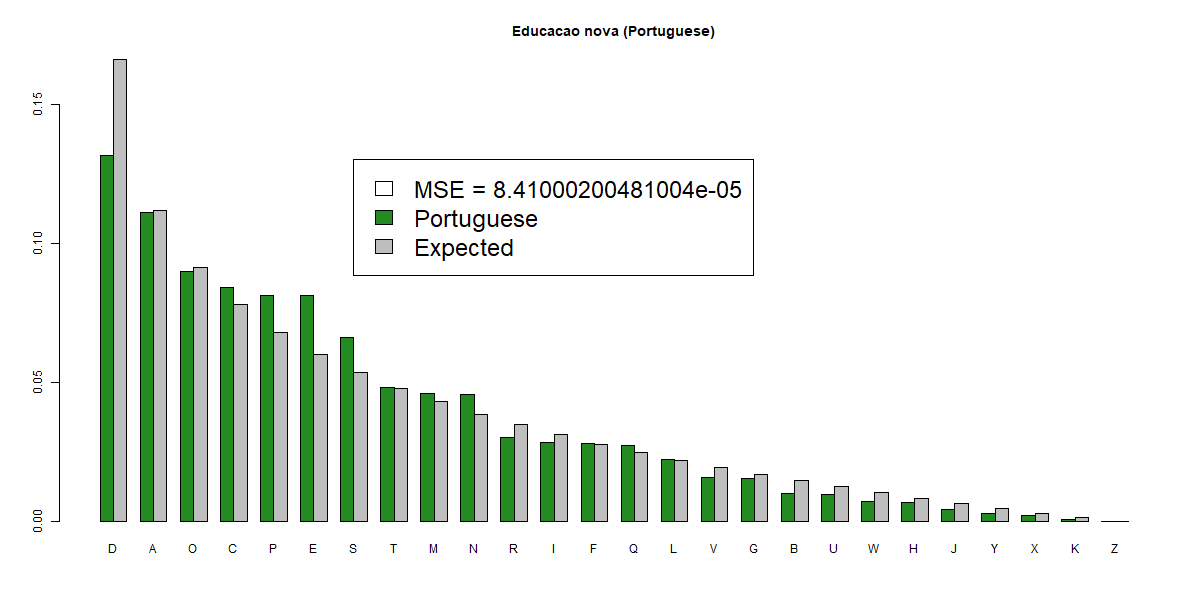 Educacao nova (Portuguese)
0.15
0.10
0.05
0.00
MSE = 8.41000200481004e-05
Portuguese
Expected
D A O C P E S T M N R I F Q L V G B U W H J Y X K Z